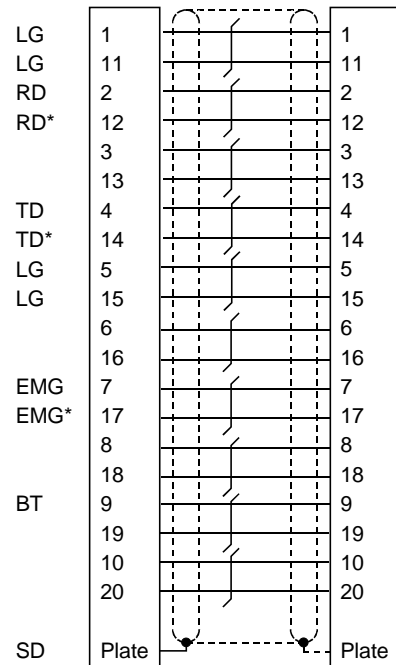 LG 1 1
LG 11 11
RD 2 2
RD* 12 12
3 3
13 13
TD 4 4
TD* 14 14
LG 5 5
LG 15 15
6 6
16 16
EMG 7 7
EMG* 17 17
8 8
18 18
BT 9 9
19 19
10 10
20 20
SD Plate Plate